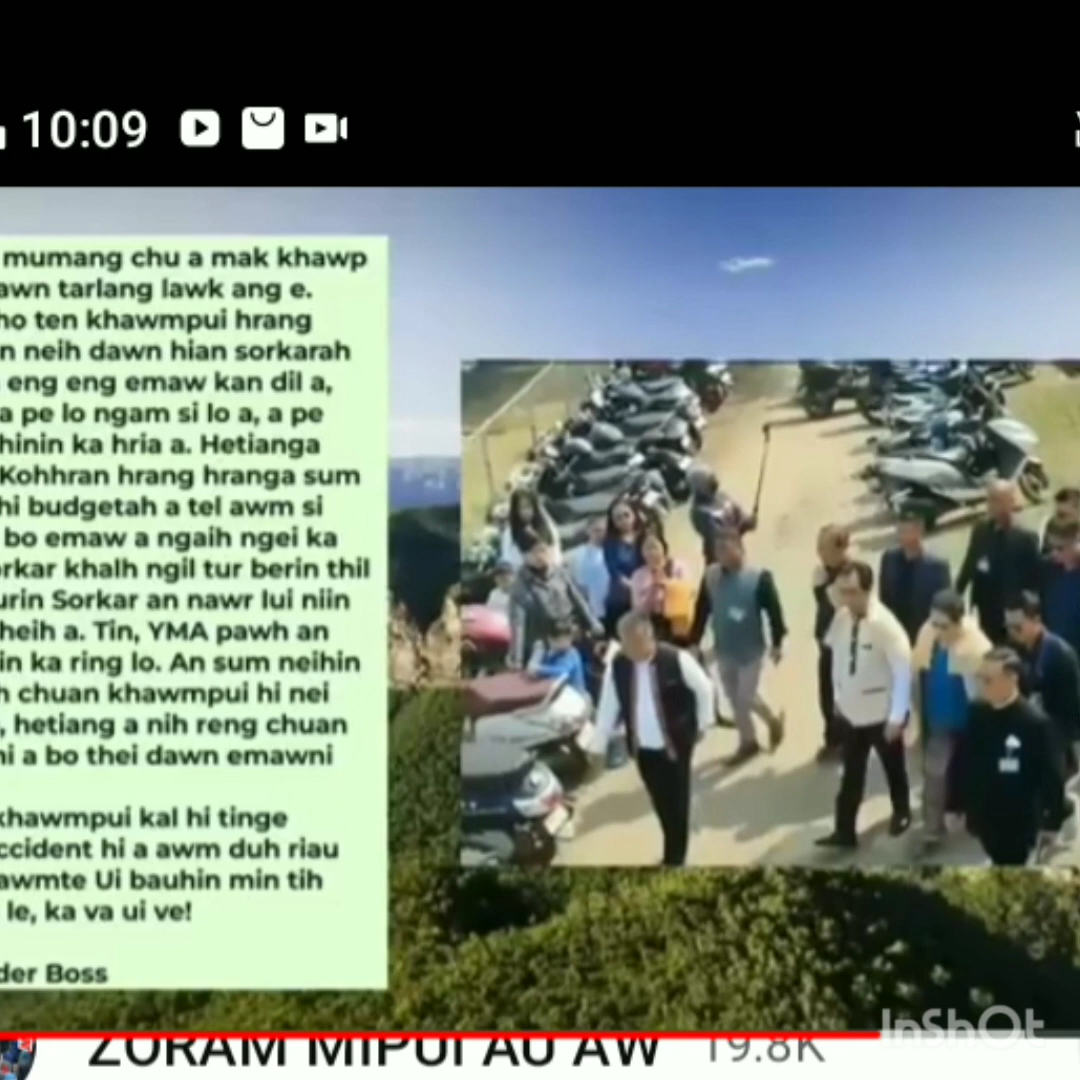 10:09
mumang chu a mak khawp
awn tarlang lawk ang e.
ho ten khawmpui hrang
n neih dawn hian sorkarah
eng eng emaw kan dil a,
a pe lo ngam si lo a, a pe
hinin ka hria a. Hetianga
Kohhran hrang hranga sum
hi budgetah a tel awm si
bo emaw a ngaih ngei ka
rkar khalh ngil tur berin thil
urin Sorkar an nawr lui niin
heih a. Tin, YMA pawh an
in ka ring lo. An sum neihin
h chuan khawmpui hi nei
, hetiang a nih reng chuan
ni a bo thei dawn emawni
khawmpui kal hi tinge
ccident hi a awm duh riau
awmte Ui bauhin min tih
le, ka va ui ve!
der Boss
InShOt
ZORAM MIPUI AU AW 19.8K